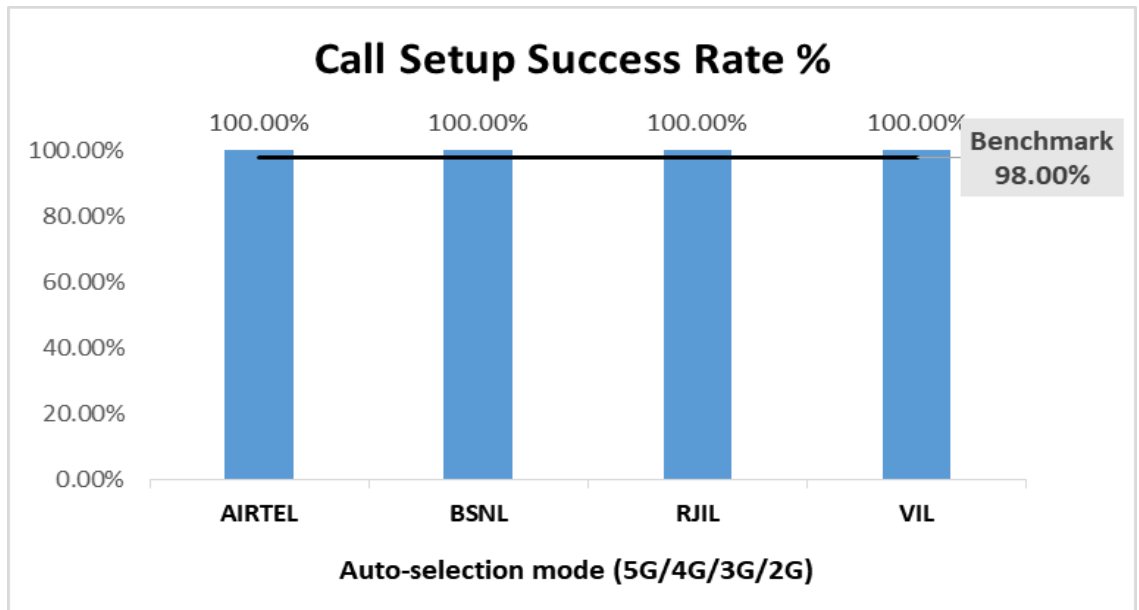 Call Setup Success Rate %
100.00% 100.00% 100.00% 100.00%
Benchmark
98.00%
100.00%
80.00%
60.00%
40.00%
20.00%
0.00%
AIRTEL BSNL RJIL VIL
Auto-selection mode (5G/4G/3G/2G)